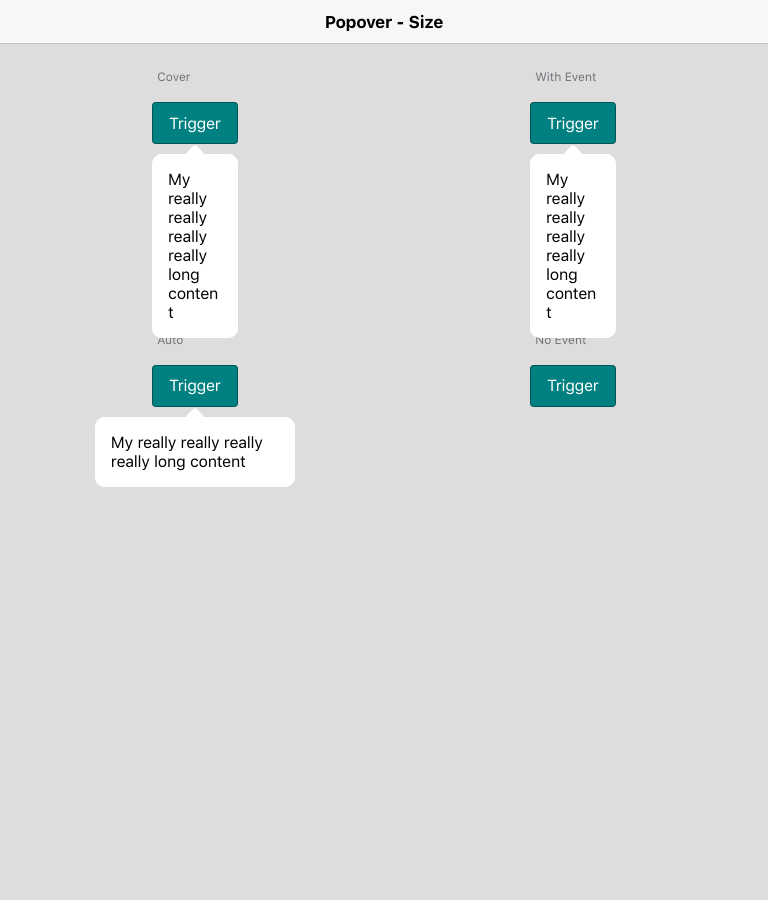 Popover - Size
Cover
Trigger
My
really
really
really
really
long
conten
t
With Event
Trigger
My
really
really
really
really
long
conten
t
Auto
Trigger
My really really really
really long content
No Event
Trigger